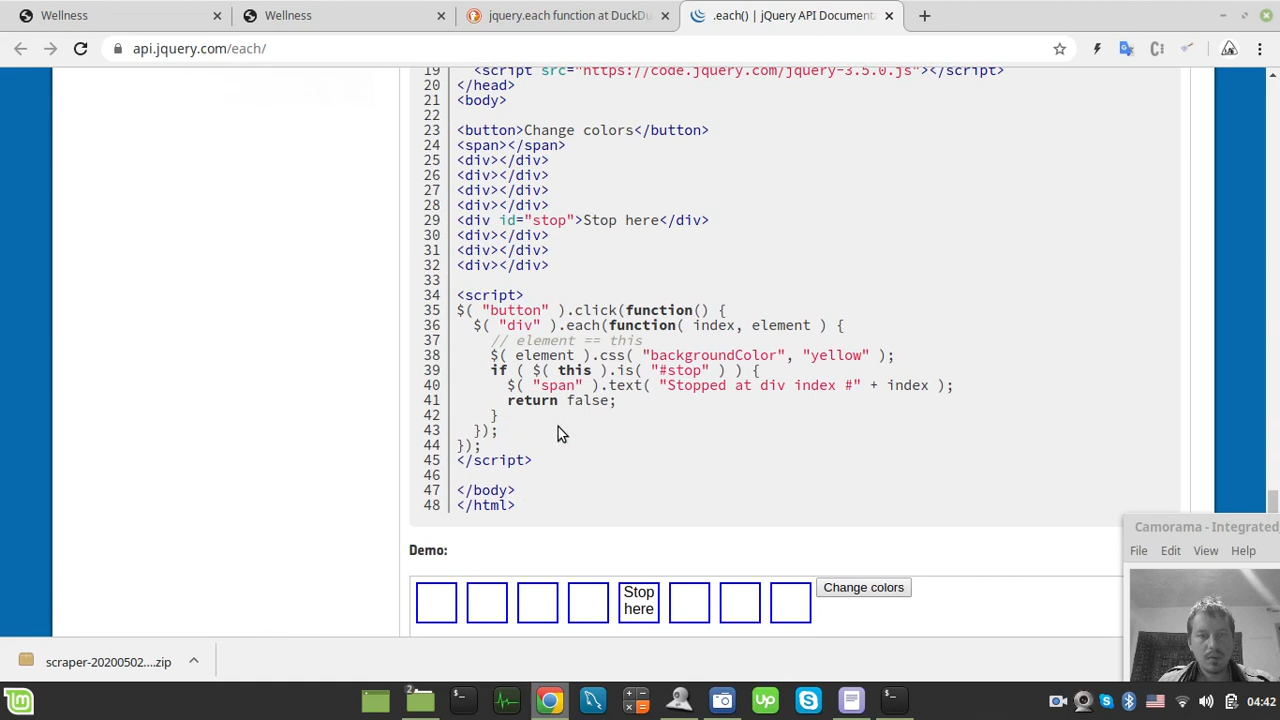 Wellness
Wellness
jquery.each function at DuckDu
.each() | jQuery API Documenta
api.jquery.com/each/
19 <script src="https://code.jquery.com/jquery-3.5.0.js"></script>
20 </head>
21 <body>
22
23 <button>Change colors</button>
24 <span></span>
25 <div></div>
26 <div></div>
27 <div></div>
28 <div></div>
29 <div id="stop">Stop here</div>
30 <div></div>
31 <div></div>
32 <div></div>
33
34 <script>
35 $( "button" ).click(function() {
36 $( "div" ).each(function( index, element ) {
37 // element == this
38 $( element ).css( "backgroundColor", "yellow" );
39 if ( $( this ).is( "#stop" ) ) {
40 $( "span" ).text( "Stopped at div index #" + index );
41 return false;
42 }
43 });
44 });
45 </script>
46
47 </body>
48 </html>
Demo:
Stop
here
Change colors
Camorama - Integrated
File Edit View Help
scraper-20200502....zip
2
Up
04:42